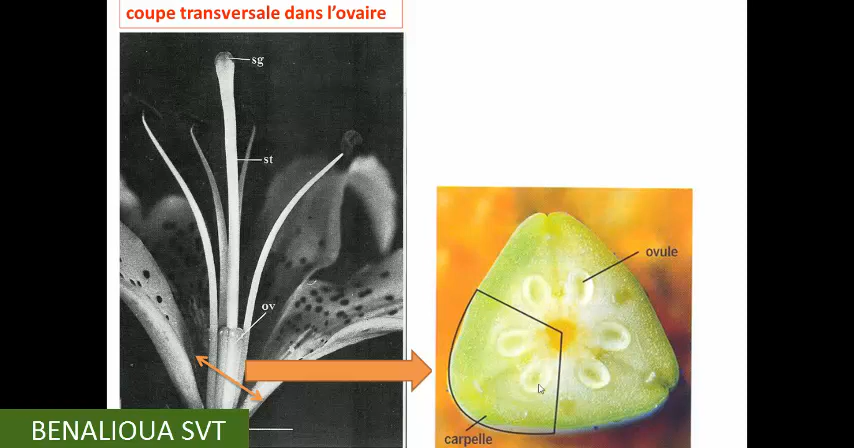 coupe transversale dans l’ovaire
sg
st
ov
ovule
carpelle
BENALIOUA SVT